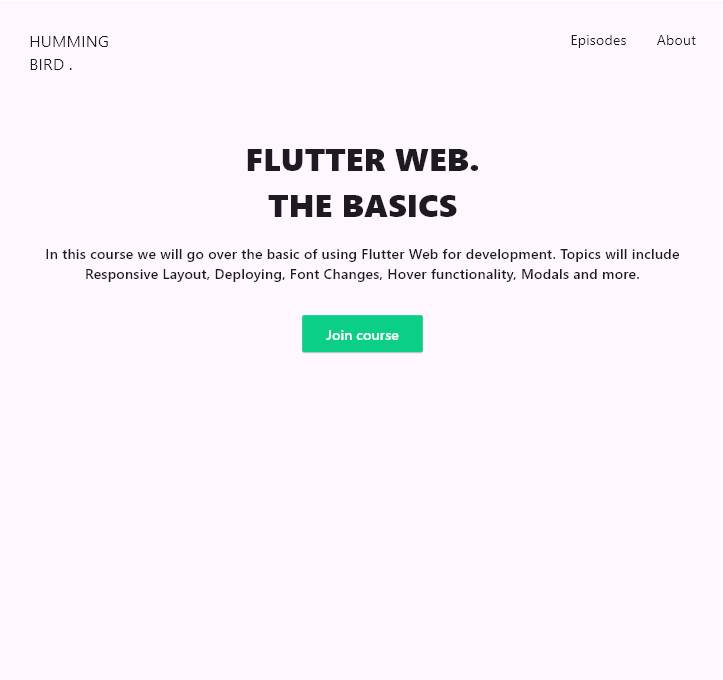 HUMMING
BIRD .
Episodes
About
FLUTTER WEB.
THE BASICS
In this course we will go over the basic of using Flutter Web for development. Topics will include
Responsive Layout, Deploying, Font Changes, Hover functionality, Modals and more.
Join course